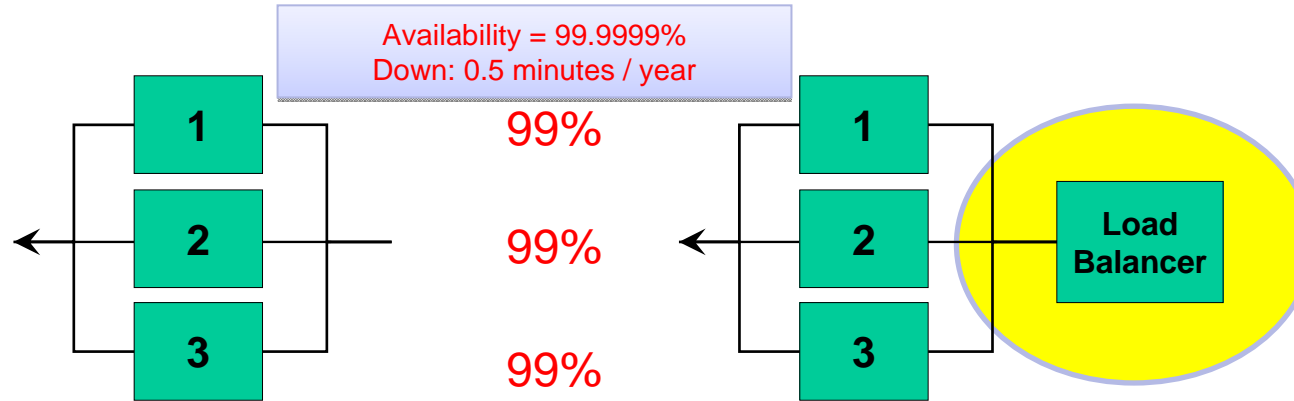 Availability = 99.9999%
Down: 0.5 minutes / year
1
99%
1
2
99%
2
Load
Balancer
3
99%
3